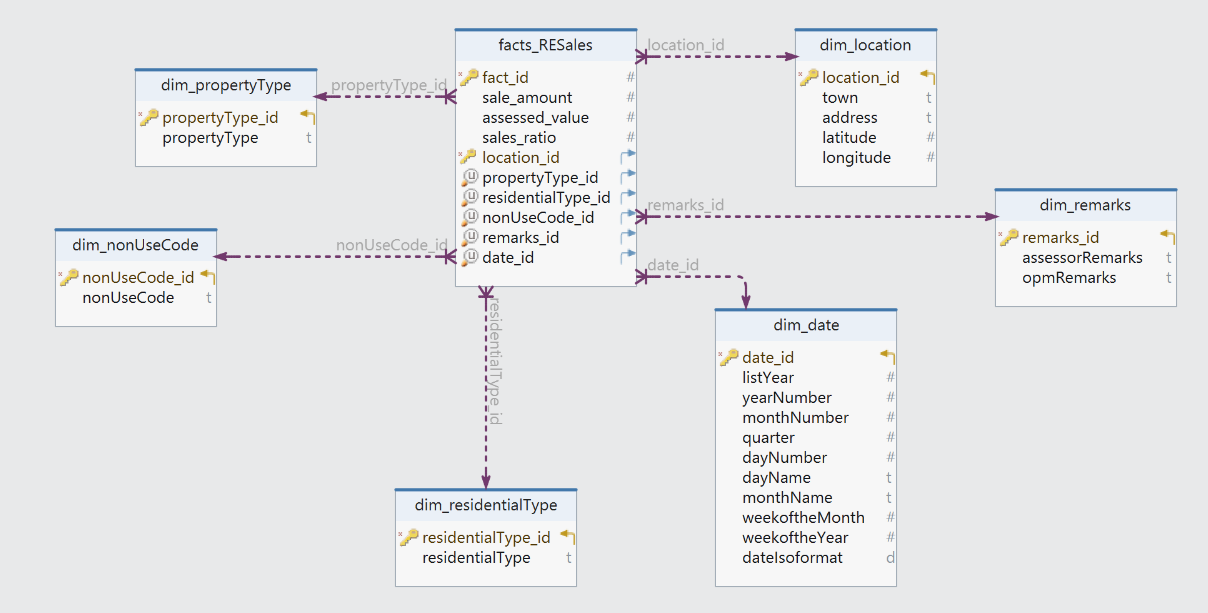 facts_RESales
fact_id #
sale_amount #
assessed_value #
sales_ratio #
location_id
propertyType_id
residentialType_id
nonUseCode_id
remarks_id
date_id
location_id
dim_location
location_id
town t
address t
latitude #
longitude #
propertyType_id
dim_propertyType
propertyType_id
propertyType t
remarks_id
dim_remarks
remarks_id
assessorRemarks t
opmRemarks t
nonUseCode_id
dim_nonUseCode
nonUseCode_id
nonUseCode t
date_id
dim_date
date_id
listYear #
yearNumber #
monthNumber #
quarter #
dayNumber #
dayName t
monthName t
weekoftheMonth #
weekoftheYear #
dateIsoformat d
residentialType_id
dim_residentialType
residentialType_id
residentialType t